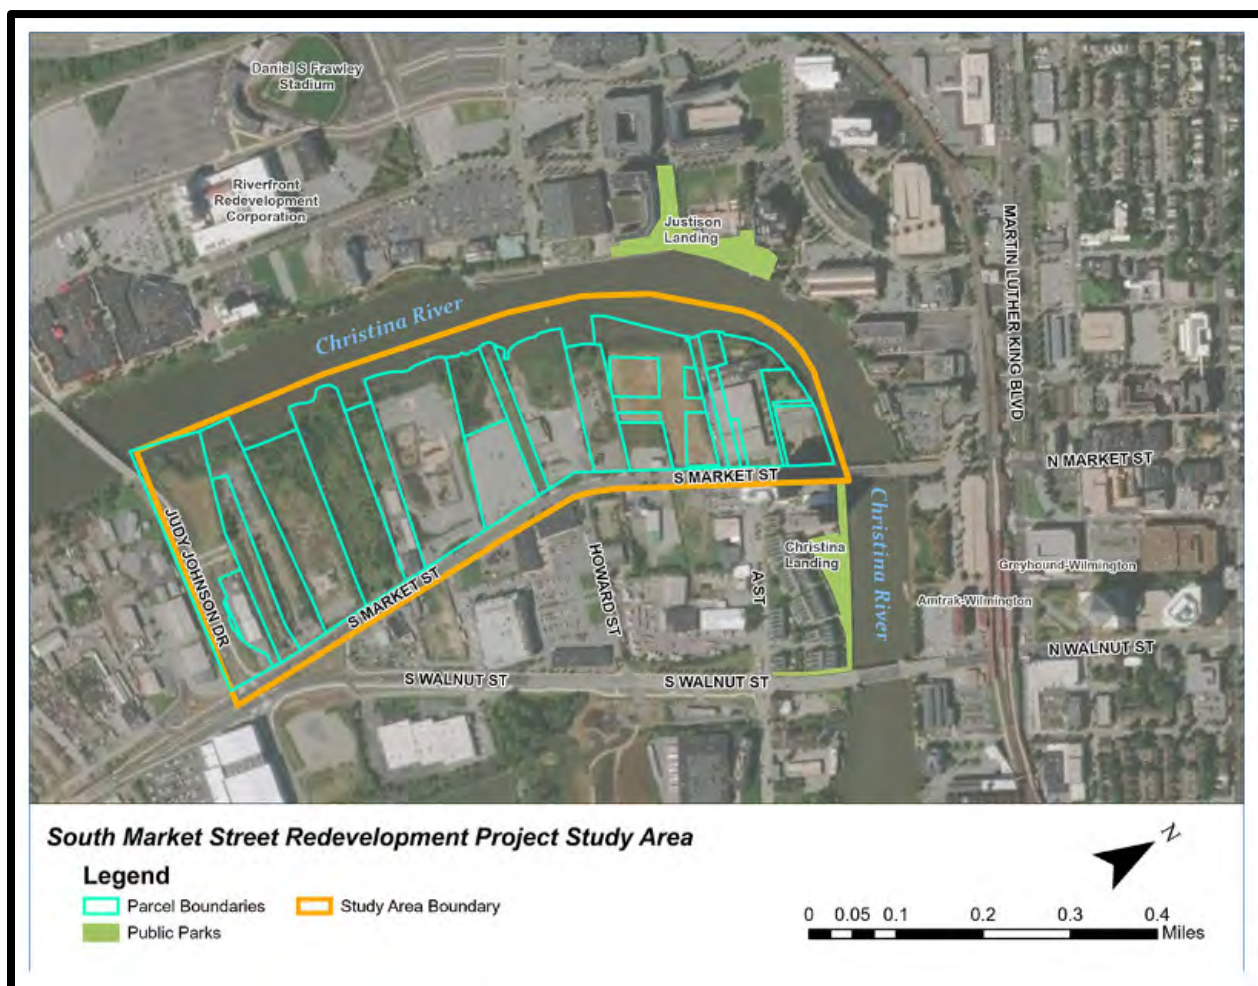 Daniel S Frawley
Stadium
Riverfront
Redevelopment
Corporation
Justison
Landing
MARTIN LUTHER KING BLVD
Christina River
N MARKET ST
S MARKET ST
JUDY JOHNSON DR
S MARKET ST
HOWARD ST
A ST
Christina
Landing
Christina River
Greyhound-Wilmington
Amtrak-Wilmington
N WALNUT ST
S WALNUT ST
S WALNUT ST
South Market Street Redevelopment Project Study Area
Legend
Parcel Boundaries
Study Area Boundary
Public Parks
N
0 0.05 0.1 0.2 0.3 0.4
Miles